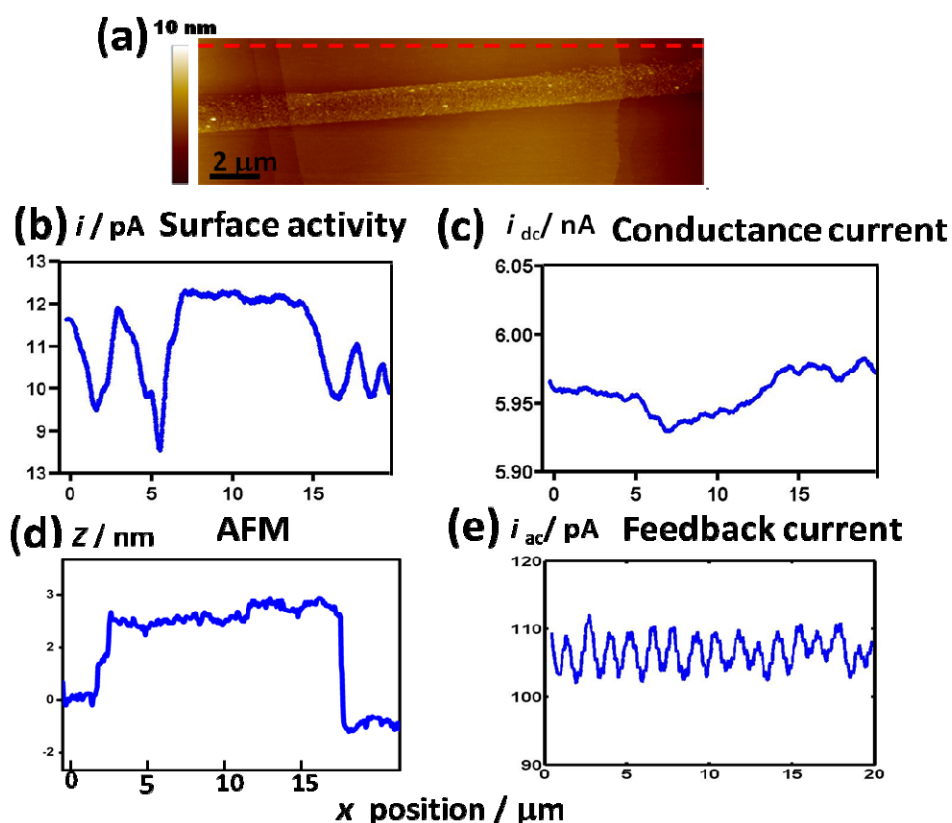 (a) 10 nm
2 μm
(b) i / pA Surface activity
13
12
11
10
9
13
0 5 10 15
(c) i dc/ nA Conductance current
6.05
6.00
5.95
5.90
0 5 10 15
(d) Z / nm AFM
3
2
0
-2
0 5 10 15
(e) i ac/ pA Feedback current
120
110
100
90
0 5 10 15 20
x position / μm